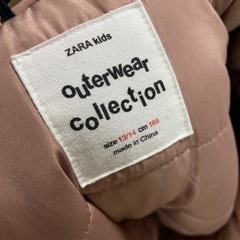 ZARA kids
outerwear
collection
size 13/14 cm 164
made in China